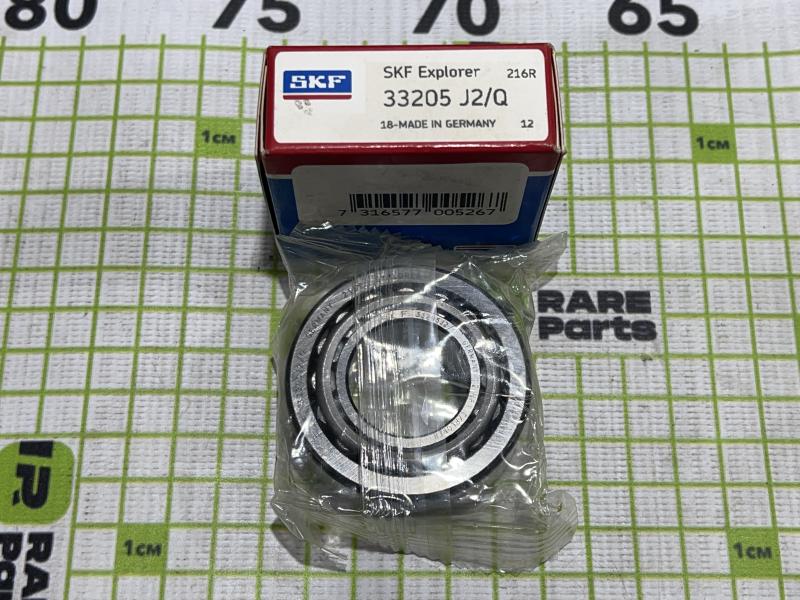 80
75
70
65
SKF
SKF Explorer
216R
33205 J2/Q
18-MADE IN GERMANY
12
1см
1см
7 316577 005267
RARE
Parts
1см
1см